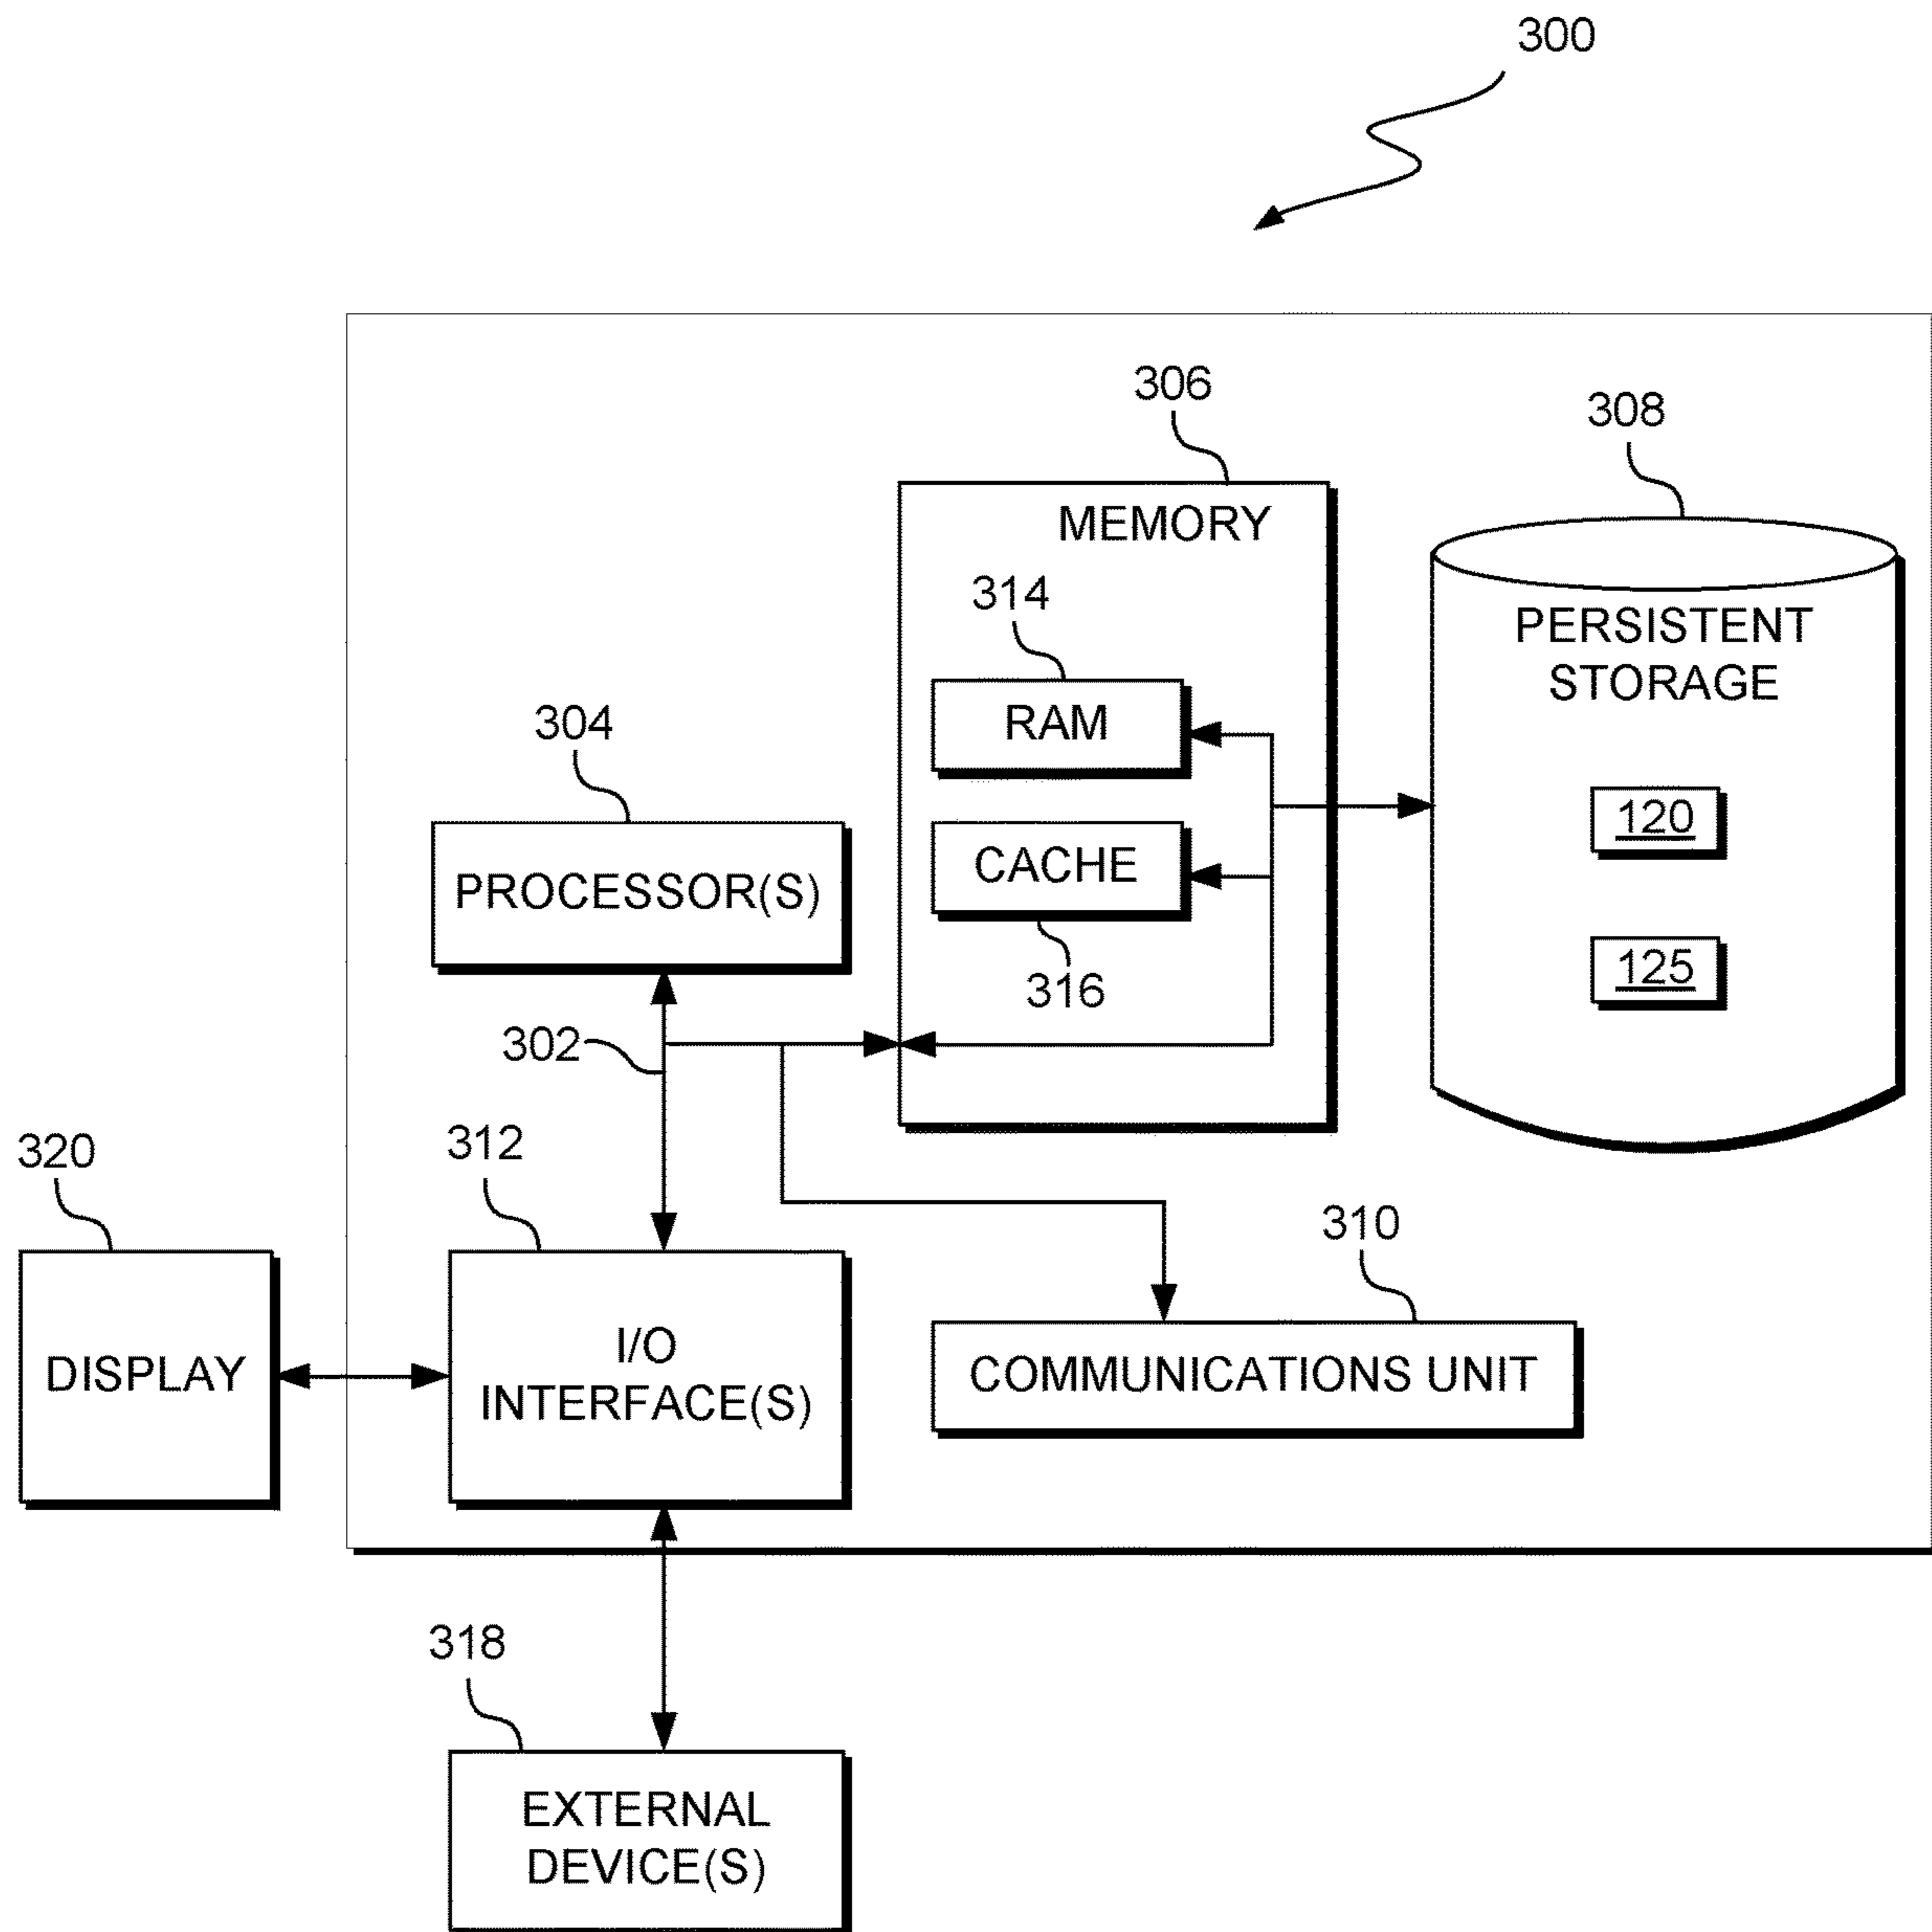 300
306
308
MEMORY
314
PERSISTENT
STORAGE
RAM
304
120
CACHE
PROCESSOR(S)
125
316
302
320
312
310
I/O
INTERFACE(S)
DISPLAY
COMMUNICATIONS UNIT
318
EXTERNAL
DEVICE(S)